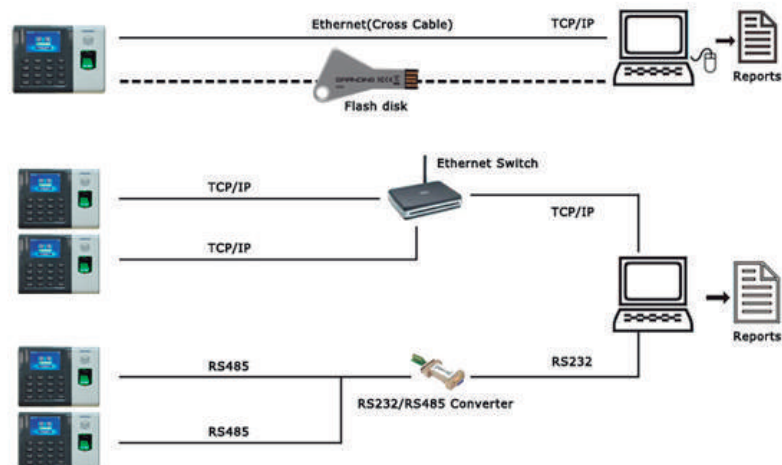 Ethernet(Cross Cable)
TCP/IP
Reports
Flash disk
Ethernet Switch
TCP/IP
TCP/IP
TCP/IP
Reports
RS485
RS232
RS232/RS485 Converter
RS485